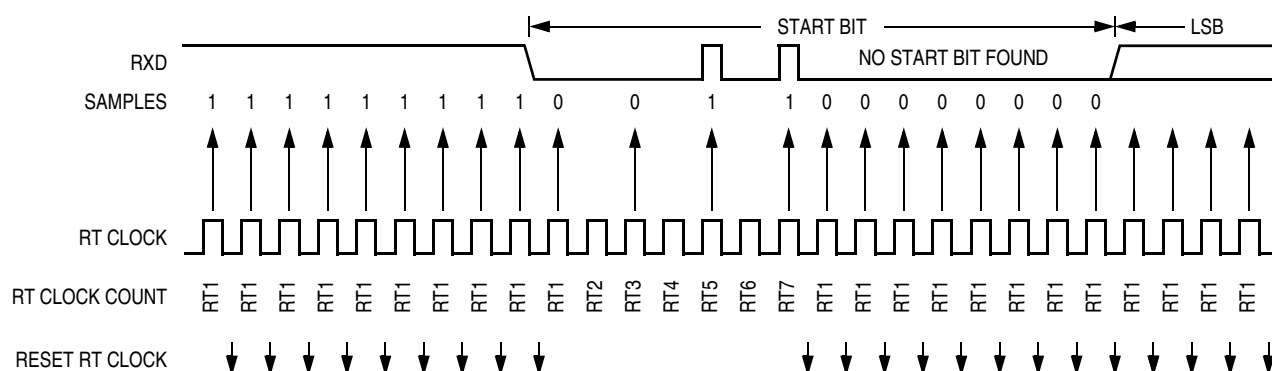 START BIT LSB
RXD NO START BIT FOUND
SAMPLES 1 1 1 1 1 1 1 1 1 0 0 1 1 0 0 0 0 0 0 0 0
RT CLOCK
RT CLOCK COUNT RT1 RT1 RT1 RT1 RT1 RT1 RT1 RT1 RT1 RT1 RT2 RT3 RT4 RT5 RT6 RT7 RT1 RT1 RT1 RT1 RT1 RT1 RT1 RT1 RT1 RT1 RT1 RT1
RESET RT CLOCK